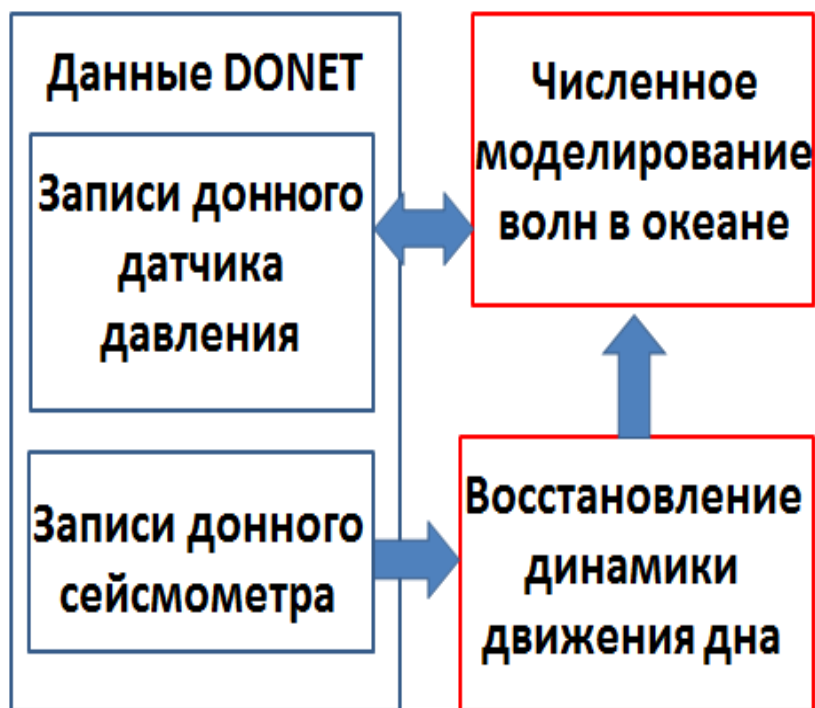 Данные DONET
Записи донного
датчика
давления
Записи донного
сейсмометра
Численное
моделирование
волн в океане
Восстановление
динамики
движения дна